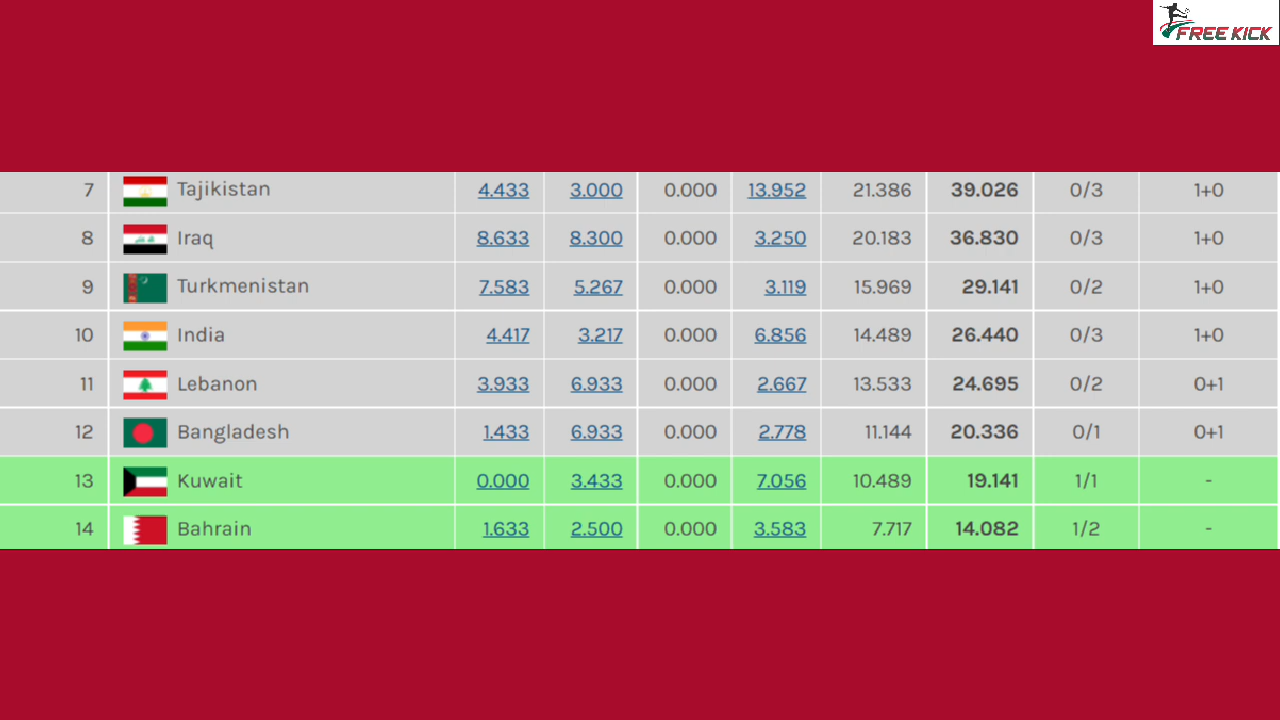 FREE KICK
7 Tajikistan 4.433 3.000 0.000 13.952 21.386 39.026 0/3 1+0
8 Iraq 8.633 8.300 0.000 3.250 20.183 36.830 0/3 1+0
9 Turkmenistan 7.583 5.267 0.000 3.119 15.969 29.141 0/2 1+0
10 India 4.417 3.217 0.000 6.856 14.489 26.440 0/3 1+0
11 Lebanon 3.933 6.933 0.000 2.667 13.533 24.695 0/2 0+1
12 Bangladesh 1.433 6.933 0.000 2.778 11.144 20.336 0/1 0+1
13 Kuwait 0.000 3.433 0.000 7.056 10.489 19.141 1/1 -
14 Bahrain 1.633 2.500 0.000 3.583 7.717 14.082 1/2 -